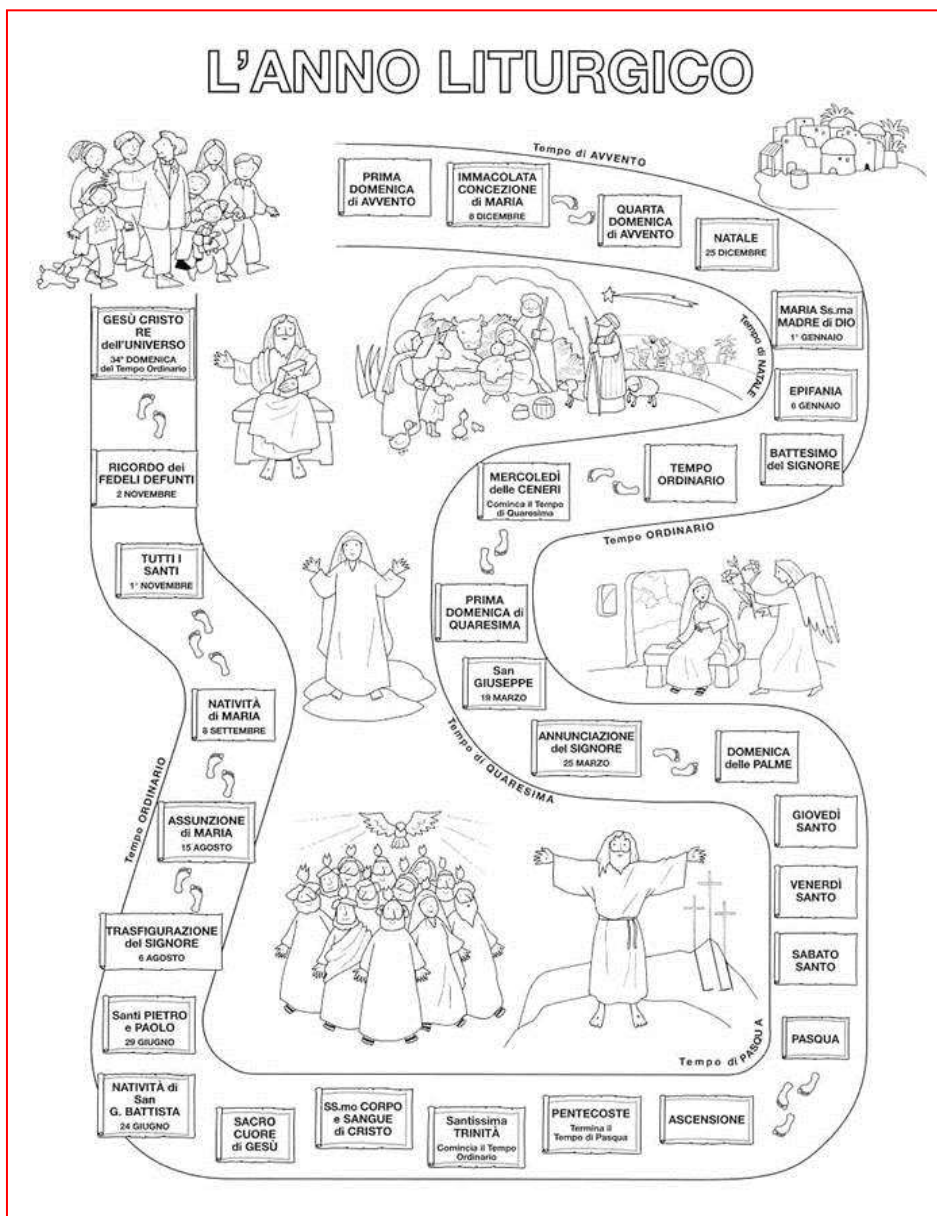 L'ANNO LITURGICO
Tempo di AVVENTO
PRIMA
DOMENICA
di AVVENTO
IMMACOLATA
CONCEZIONE
di MARIA
8 DICEMBRE
QUARTA
DOMENICA
di AVVENTO
NATALE
25 DICEMBRE
Tempo di NATALE
MARIA Ss.ma
MADRE di DIO
1° GENNAIO
EPIFANIA
6 GENNAIO
BATTESIMO
del SIGNORE
TEMPO
ORDINARIO
Tempo ORDINARIO
MERCOLEDÌ
delle CENERI
Cominca il Tempo
di Quaresima
PRIMA
DOMENICA di
QUARESIMA
San
GIUSEPPE
19 MARZO
Tempo di QUARESIMA
ANNUNCIAZIONE
del SIGNORE
25 MARZO
DOMENICA
delle PALME
GIOVEDÌ
SANTO
VENERDÌ
SANTO
SABATO
SANTO
PASQUA
Tempo di PASQUA
ASCENSIONE
PENTECOSTE
Termina il
Tempo di Pasqua
Santissima
TRINITÀ
Comincia il Tempo
Ordinario
SS.mo CORPO
e SANGUE
di CRISTO
SACRO
CUORE
di GESÙ
NATIVITÀ di
San
G. BATTISTA
24 GIUGNO
Santi PIETRO
e PAOLO
29 GIUGNO
TRASFIGURAZIONE
del SIGNORE
6 AGOSTO
ASSUNZIONE
di MARIA
15 AGOSTO
Tempo ORDINARIO
NATIVITÀ
di MARIA
8 SETTEMBRE
TUTTI I
SANTI
1° NOVEMBRE
RICORDO dei
FEDELI DEFUNTI
2 NOVEMBRE
GESÙ CRISTO
RE
dell'UNIVERSO
34ª DOMENICA
del Tempo Ordinario